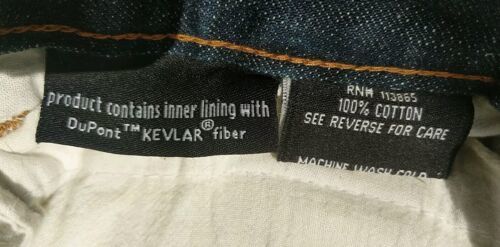 product contains inner lining with
DuPont™ KEVLAR® fiber
RN# 113865
100% COTTON
SEE REVERSE FOR CARE
MACHINE WASH COLD